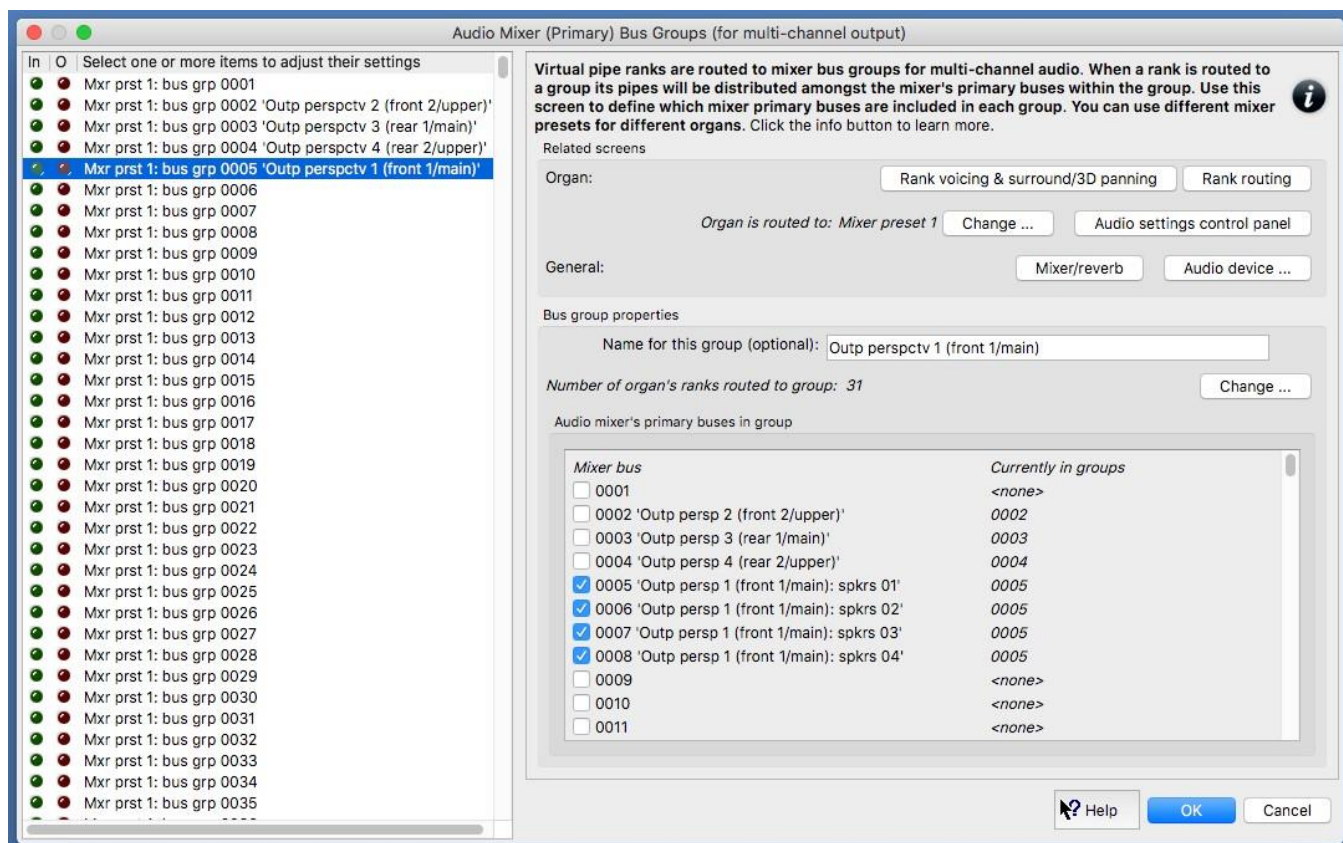 Audio Mixer (Primary) Bus Groups (for multi-channel output)
In O Select one or more items to adjust their settings
Mxr prst 1: bus grp 0001
Mxr prst 1: bus grp 0002 'Outp perspctv 2 (front 2/upper)'
Mxr prst 1: bus grp 0003 'Outp perspctv 3 (rear 1/main)'
Mxr prst 1: bus grp 0004 'Outp perspctv 4 (rear 2/upper)'
Mxr prst 1: bus grp 0005 'Outp perspctv 1 (front 1/main)'
Mxr prst 1: bus grp 0006
Mxr prst 1: bus grp 0007
Mxr prst 1: bus grp 0008
Mxr prst 1: bus grp 0009
Mxr prst 1: bus grp 0010
Mxr prst 1: bus grp 0011
Mxr prst 1: bus grp 0012
Mxr prst 1: bus grp 0013
Mxr prst 1: bus grp 0014
Mxr prst 1: bus grp 0015
Mxr prst 1: bus grp 0016
Mxr prst 1: bus grp 0017
Mxr prst 1: bus grp 0018
Mxr prst 1: bus grp 0019
Mxr prst 1: bus grp 0020
Mxr prst 1: bus grp 0021
Mxr prst 1: bus grp 0022
Mxr prst 1: bus grp 0023
Mxr prst 1: bus grp 0024
Mxr prst 1: bus grp 0025
Mxr prst 1: bus grp 0026
Mxr prst 1: bus grp 0027
Mxr prst 1: bus grp 0028
Mxr prst 1: bus grp 0029
Mxr prst 1: bus grp 0030
Mxr prst 1: bus grp 0031
Mxr prst 1: bus grp 0032
Mxr prst 1: bus grp 0033
Mxr prst 1: bus grp 0034
Mxr prst 1: bus grp 0035
Virtual pipe ranks are routed to mixer bus groups for multi-channel audio. When a rank is routed to
a group its pipes will be distributed amongst the mixer's primary buses within the group. Use this
screen to define which mixer primary buses are included in each group. You can use different mixer
presets for different organs. Click the info button to learn more.
Related screens
Organ: Rank voicing & surround/3D panning Rank routing
Organ is routed to: Mixer preset 1 Change ... Audio settings control panel
General: Mixer/reverb Audio device ...
Bus group properties
Name for this group (optional): Outp perspctv 1 (front 1/main)
Number of organ's ranks routed to group: 31 Change ...
Audio mixer's primary buses in group
Mixer bus Currently in groups
0001 <none>
0002 'Outp persp 2 (front 2/upper)' 0002
0003 'Outp persp 3 (rear 1/main)' 0003
0004 'Outp persp 4 (rear 2/upper)' 0004
0005 'Outp persp 1 (front 1/main): spkrs 01' 0005
0006 'Outp persp 1 (front 1/main): spkrs 02' 0005
0007 'Outp persp 1 (front 1/main): spkrs 03' 0005
0008 'Outp persp 1 (front 1/main): spkrs 04' 0005
0009 <none>
0010 <none>
0011 <none>
? Help OK Cancel